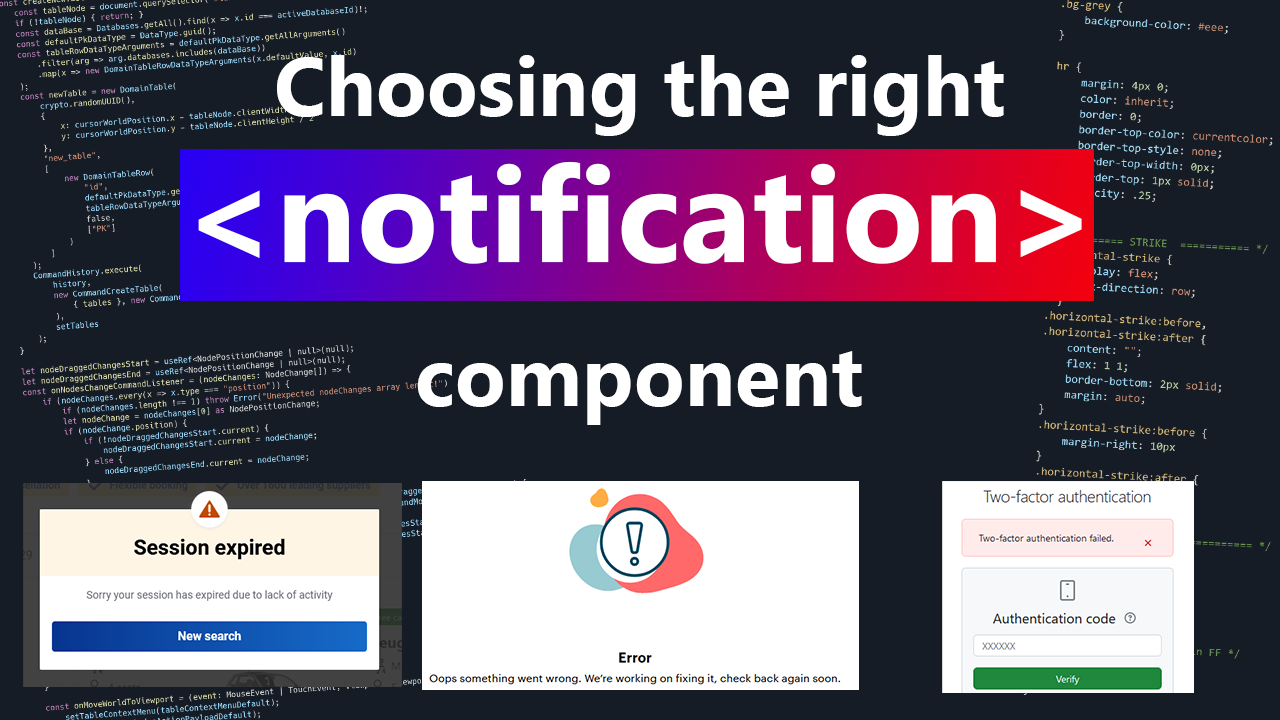 const tableNode = document.querySelector(
if (!tableNode) { return; }
const dataBase = Databases.getAll().find(x => x.id === activeDatabaseId)!;
const defaultPkDataType = DataType.guid();
const tableRowDataTypeArguments = defaultPkDataType.getAllArguments()
.filter(arg => arg.databases.includes(dataBase))
.map(x => new DomainTableRowDataTypeArguments(x.defaultValue, x.id)
);
const newTable = new DomainTable(
crypto.randomUUID(),
{
x: cursorWorldPosition.x - tableNode.clientWidth
y: cursorWorldPosition.y - tableNode.clientHeight / 2
},
"new_table",
[
new DomainTableRow(
"id",
defaultPkDataType.ge
tableRowDataTypeArgu
false,
["PK"]
)
]
);
CommandHistory.execute(
history,
new CommandCreateTable(
{ tables }, new Comman
),
setTables
);
}
let nodeDraggedChangesStart = useRef<NodePositionChange | null>(null);
let nodeDraggedChangesEnd = useRef<NodePositionChange | null>(null);
const onNodesChangeCommandListener = (nodeChanges: NodeChange[]) => {
if (nodeChanges.every(x => x.type === "position")) {
if (nodeChanges.length !== 1) throw Error("Unexpected nodeChanges array length!")
let nodeChange = nodeChanges[0] as NodePositionChange;
if (nodeChange.position) {
if (!nodeDraggedChangesStart.current) {
nodeDraggedChangesStart.current = nodeChange;
} else {
nodeDraggedChangesEnd.current = nodeChange;
}
Choosing the right
<notification>
component
.bg-grey {
background-color: #eee;
}
hr {
margin: 4px 0;
color: inherit;
border: 0;
border-top-color: currentcolor;
border-top-style: none;
border-top-width: 0px;
der-top: 1px solid;
city: .25;
====== STRIKE =========== */
ntal-strike {
play: flex;
-direction: row;
}
.horizontal-strike:before,
.horizontal-strike:after {
content: "";
flex: 1 1;
border-bottom: 2px solid;
margin: auto;
}
.horizontal-strike:before {
margin-right: 10px
}
.horizontal-strike:after {
========== */
n FF */
Flexible booking
Over 1600 leading suppliers
Session expired
Sorry your session has expired due to lack of activity
New search
Error
Oops something went wrong. We're working on fixing it, check back again soon.
Two-factor authentication
Two-factor authentication failed.
Authentication code
XXXXXX
Verify
const onMoveWorldToViewport = (event: MouseEvent | TouchEvent,
setTableContextMenu(tableContextMenuDefault);